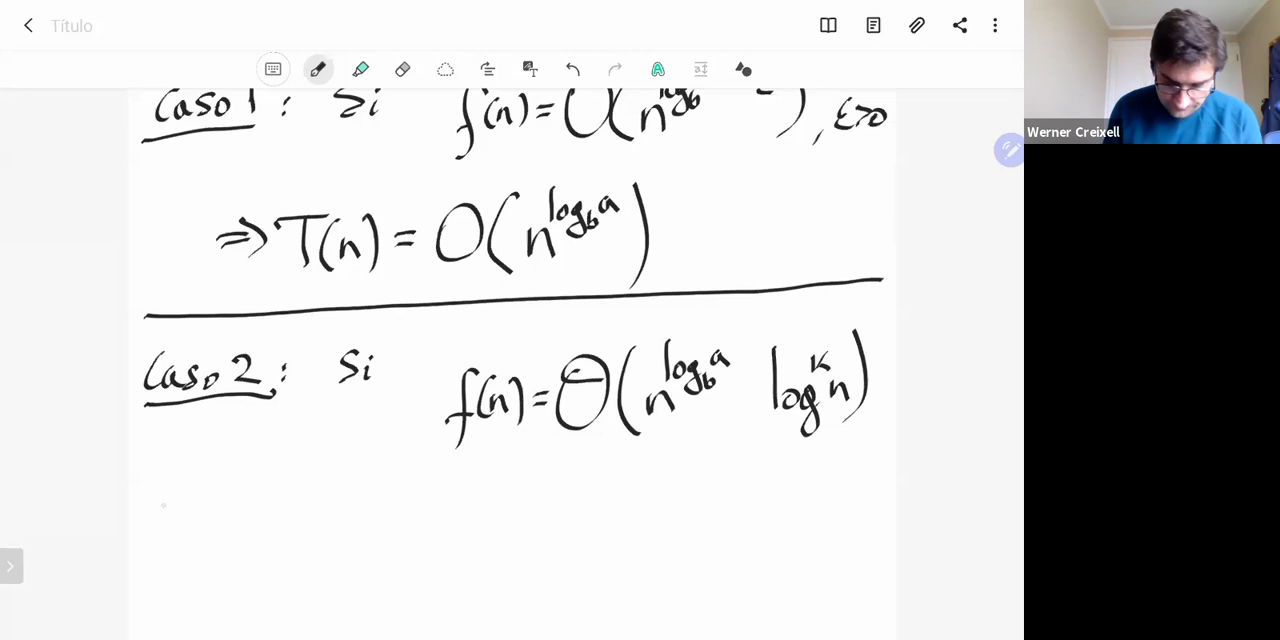 Título
Caso 1: Si f(n)=O(n^log_b -), ε>0
⇒ T(n) = O(n^log_b a)
Caso 2: Si f(n)=Θ(n^log_b a log^k n)
Werner Creixell